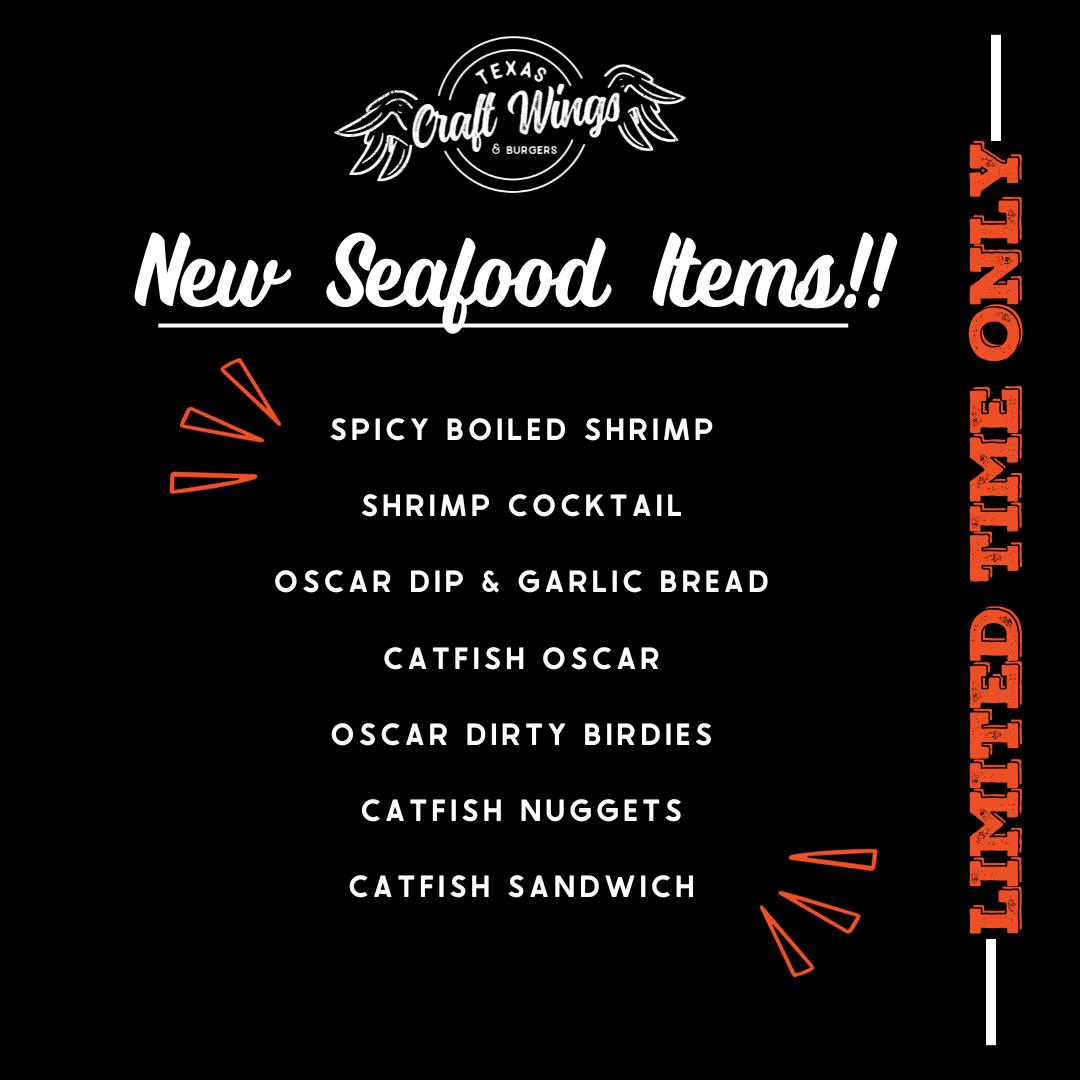 TEXAS
Craft Wings
& BURGERS
New Seafood Items!!
SPICY BOILED SHRIMP
SHRIMP COCKTAIL
OSCAR DIP & GARLIC BREAD
CATFISH OSCAR
OSCAR DIRTY BIRDIES
CATFISH NUGGETS
CATFISH SANDWICH
LIMITED TIME ONLY